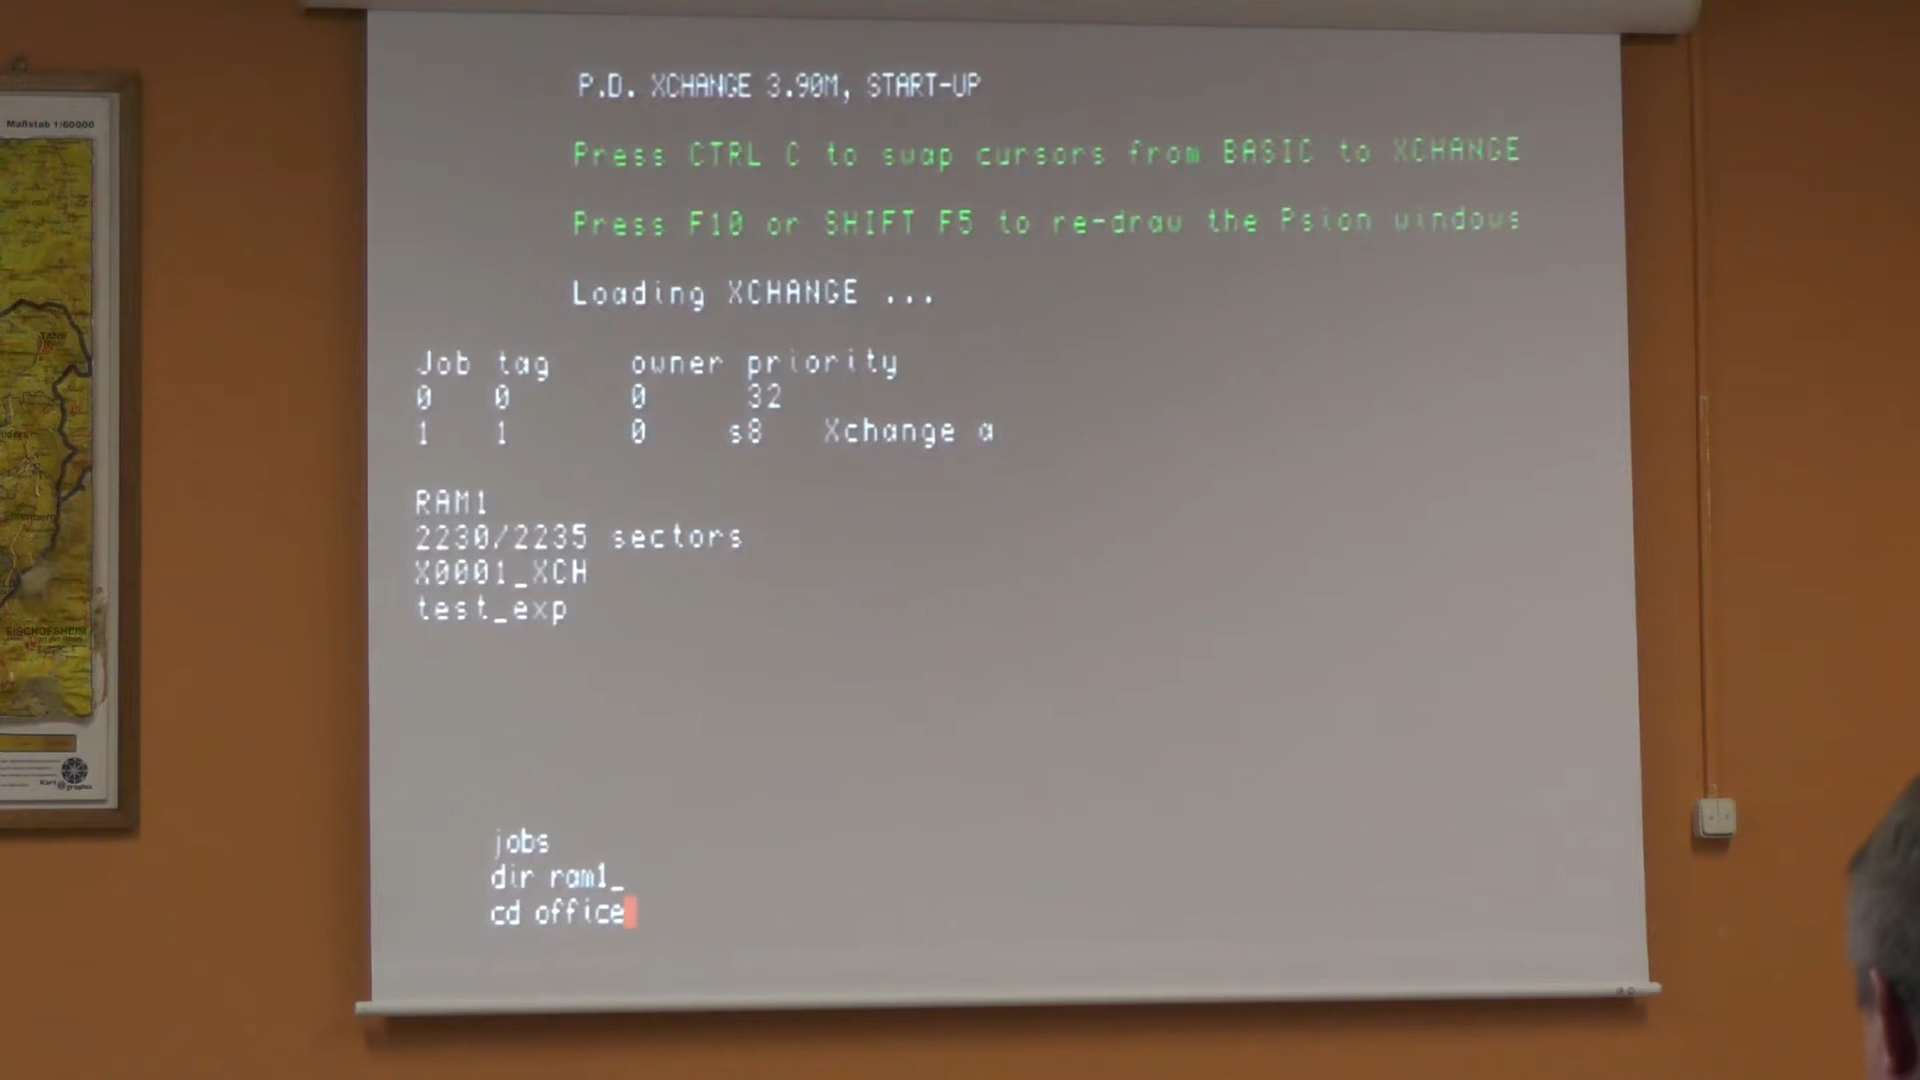 Maßstab 1:60000
P.D. XCHANGE 3.90M, START-UP
Press CTRL C to swap cursors from BASIC to XCHANGE
Press F10 or SHIFT F5 to re-draw the Psion windows
Loading XCHANGE ...
Job tag owner priority
0 0 0 32
1 1 0 s8 Xchange a
RAM1
2230/2235 sectors
X0001_XCH
test_exp
BISCHOFSHEIM
jobs
dir ram1_
cd office